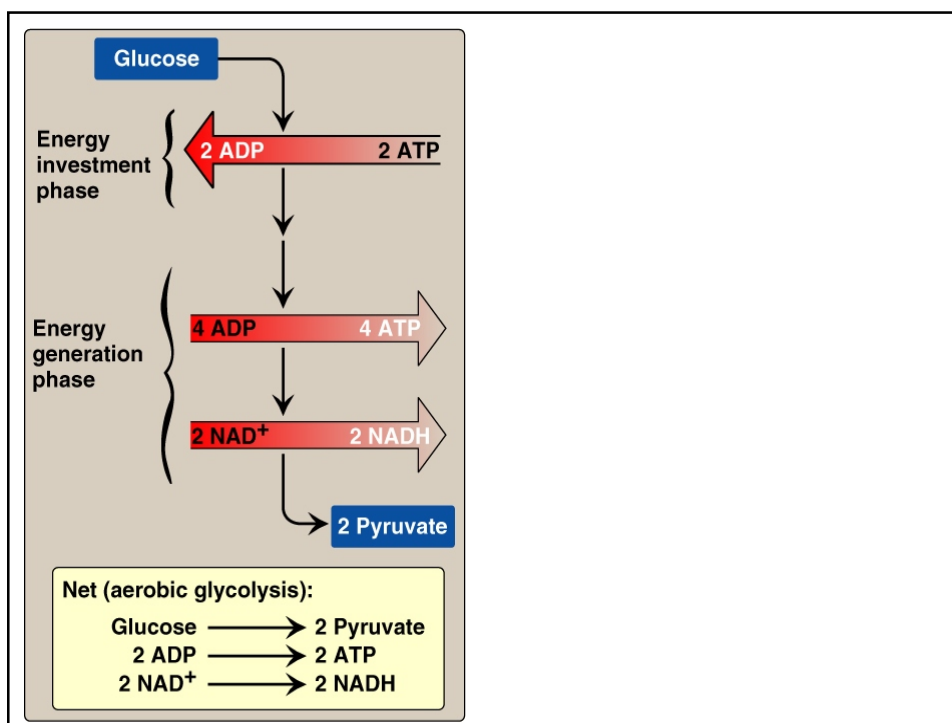 Glucose
Energy
investment
phase
2 ADP 2 ATP
Energy
generation
phase
4 ADP 4 ATP
2 NAD⁺ 2 NADH
2 Pyruvate
Net (aerobic glycolysis):
Glucose → 2 Pyruvate
2 ADP → 2 ATP
2 NAD⁺ → 2 NADH